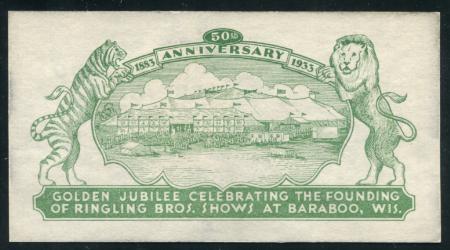 50th
ANNIVERSARY
1883 1933
GOLDEN JUBILEE CELEBRATING THE FOUNDING
OF RINGLING BROS. SHOWS AT BARABOO, WIS.